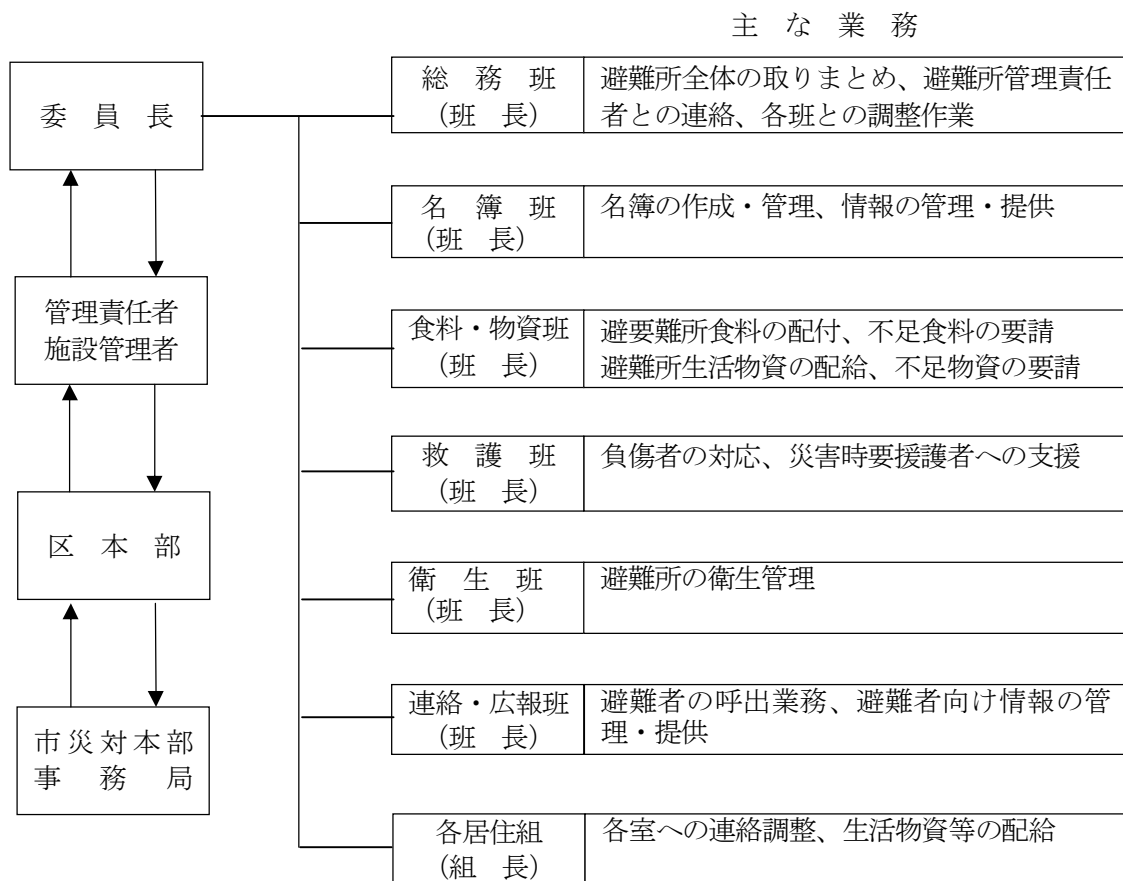 主 な 業 務
委 員 長
管理責任者
施設管理者
区 本 部
市災対本部
事 務 局
総 務 班
(班 長)
避難所全体の取りまとめ、避難所管理責任
者との連絡、各班との調整作業
名 簿 班
(班 長)
名簿の作成・管理、情報の管理・提供
食料・物資班
(班 長)
避要難所食料の配付、不足食料の要請
避難所生活物資の配給、不足物資の要請
救 護 班
(班 長)
負傷者の対応、災害時要援護者への支援
衛 生 班
(班 長)
避難所の衛生管理
連絡・広報班
(班 長)
避難者の呼出業務、避難者向け情報の管
理・提供
各居住組
(組 長)
各室への連絡調整、生活物資等の配給